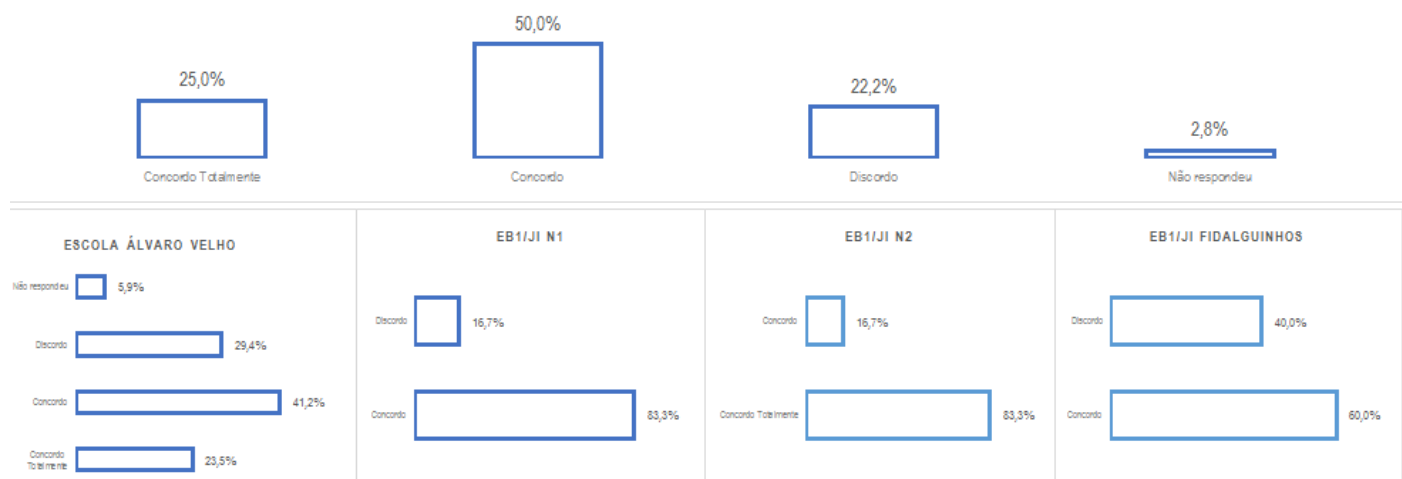 25,0%
50,0%
22,2%
2,8%
Concordo Totalmente
Concordo
Discordo
Não respondeu
ESCOLA ÁLVARO VELHO
Não respondeu
5,9%
Discordo
29,4%
Concordo
41,2%
Concordo
Totalmente
23,5%
EB1/JI N1
Discordo
16,7%
Concordo
83,3%
EB1/JI N2
Concordo
16,7%
Concordo Totalmente
83,3%
EB1/JI FIDALGUINHOS
Discordo
40,0%
Concordo
60,0%